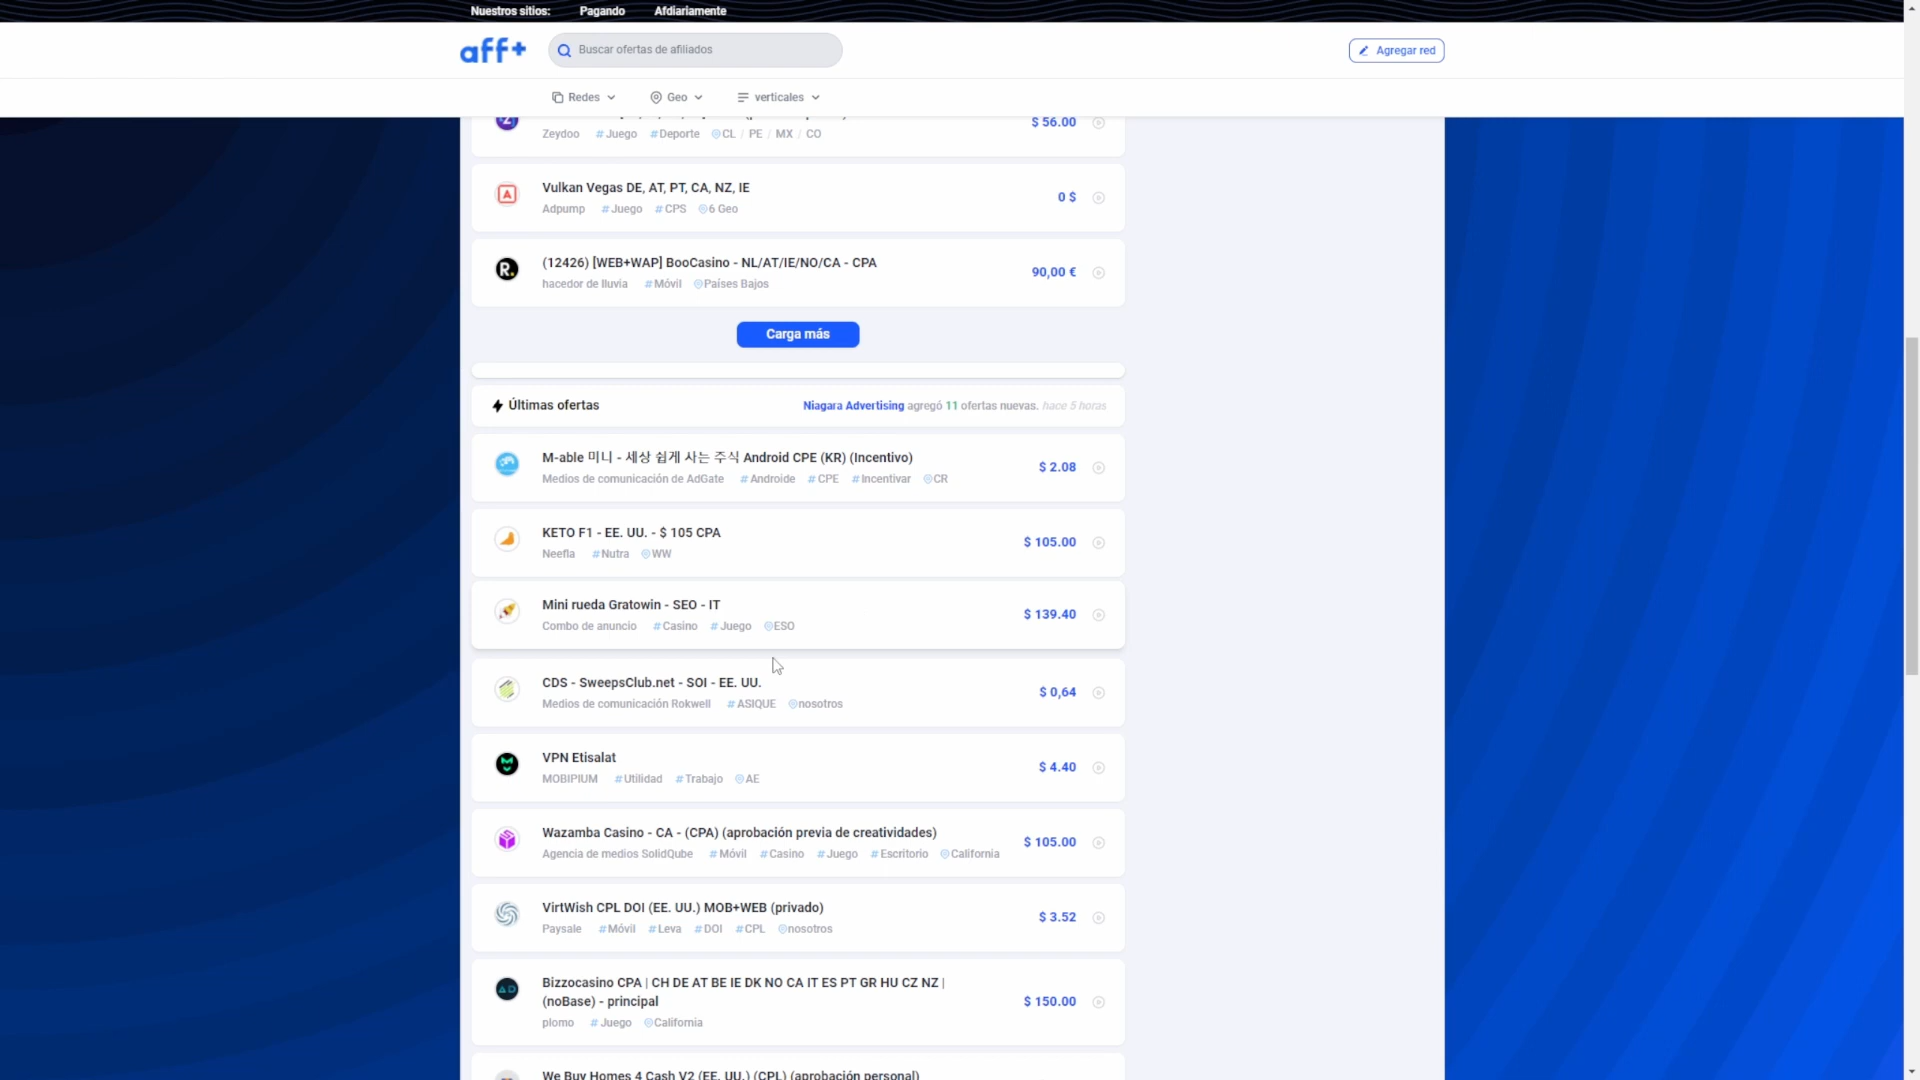 Nuestros sitios: Pagando Afdiariamente
aff+ Buscar ofertas de afiliados Agregar red
Redes Geo verticales
$ 56.00
Zeydoo #Juego #Deporte CL / PE / MX / CO
Vulkan Vegas DE, AT, PT, CA, NZ, IE
0 $
Adpump #Juego #CPS 6 Geo
(12426) [WEB+WAP] BooCasino - NL/AT/IE/NO/CA - CPA
90,00 €
hacedor de lluvia #Móvil Países Bajos
Carga más
Últimas ofertas Niagara Advertising agregó 11 ofertas nuevas. hace 5 horas
M-able 미니 - 세상 쉽게 사는 주식 Android CPE (KR) (Incentivo)
$ 2.08
Medios de comunicación de AdGate #Androide #CPE #Incentivar CR
KETO F1 - EE. UU. - $ 105 CPA
$ 105.00
Neefla #Nutra WW
Mini rueda Gratowin - SEO - IT
$ 139.40
Combo de anuncio #Casino #Juego ESO
CDS - SweepsClub.net - SOI - EE. UU.
$ 0,64
Medios de comunicación Rokwell #ASIQUE nosotros
VPN Etisalat
$ 4.40
MOBIPIUM #Utilidad #Trabajo AE
Wazamba Casino - CA - (CPA) (aprobación previa de creatividades)
$ 105.00
Agencia de medios SolidQube #Móvil #Casino #Juego #Escritorio California
VirtWish CPL DOI (EE. UU.) MOB+WEB (privado)
$ 3.52
Paysale #Móvil #Leva #DOI #CPL nosotros
Bizzocasino CPA | CH DE AT BE IE DK NO CA IT ES PT GR HU CZ NZ |
(noBase) - principal
$ 150.00
plomo #Juego California
We Buy Homes 4 Cash V2 (EE. UU.) (CPL) (aprobación personal)